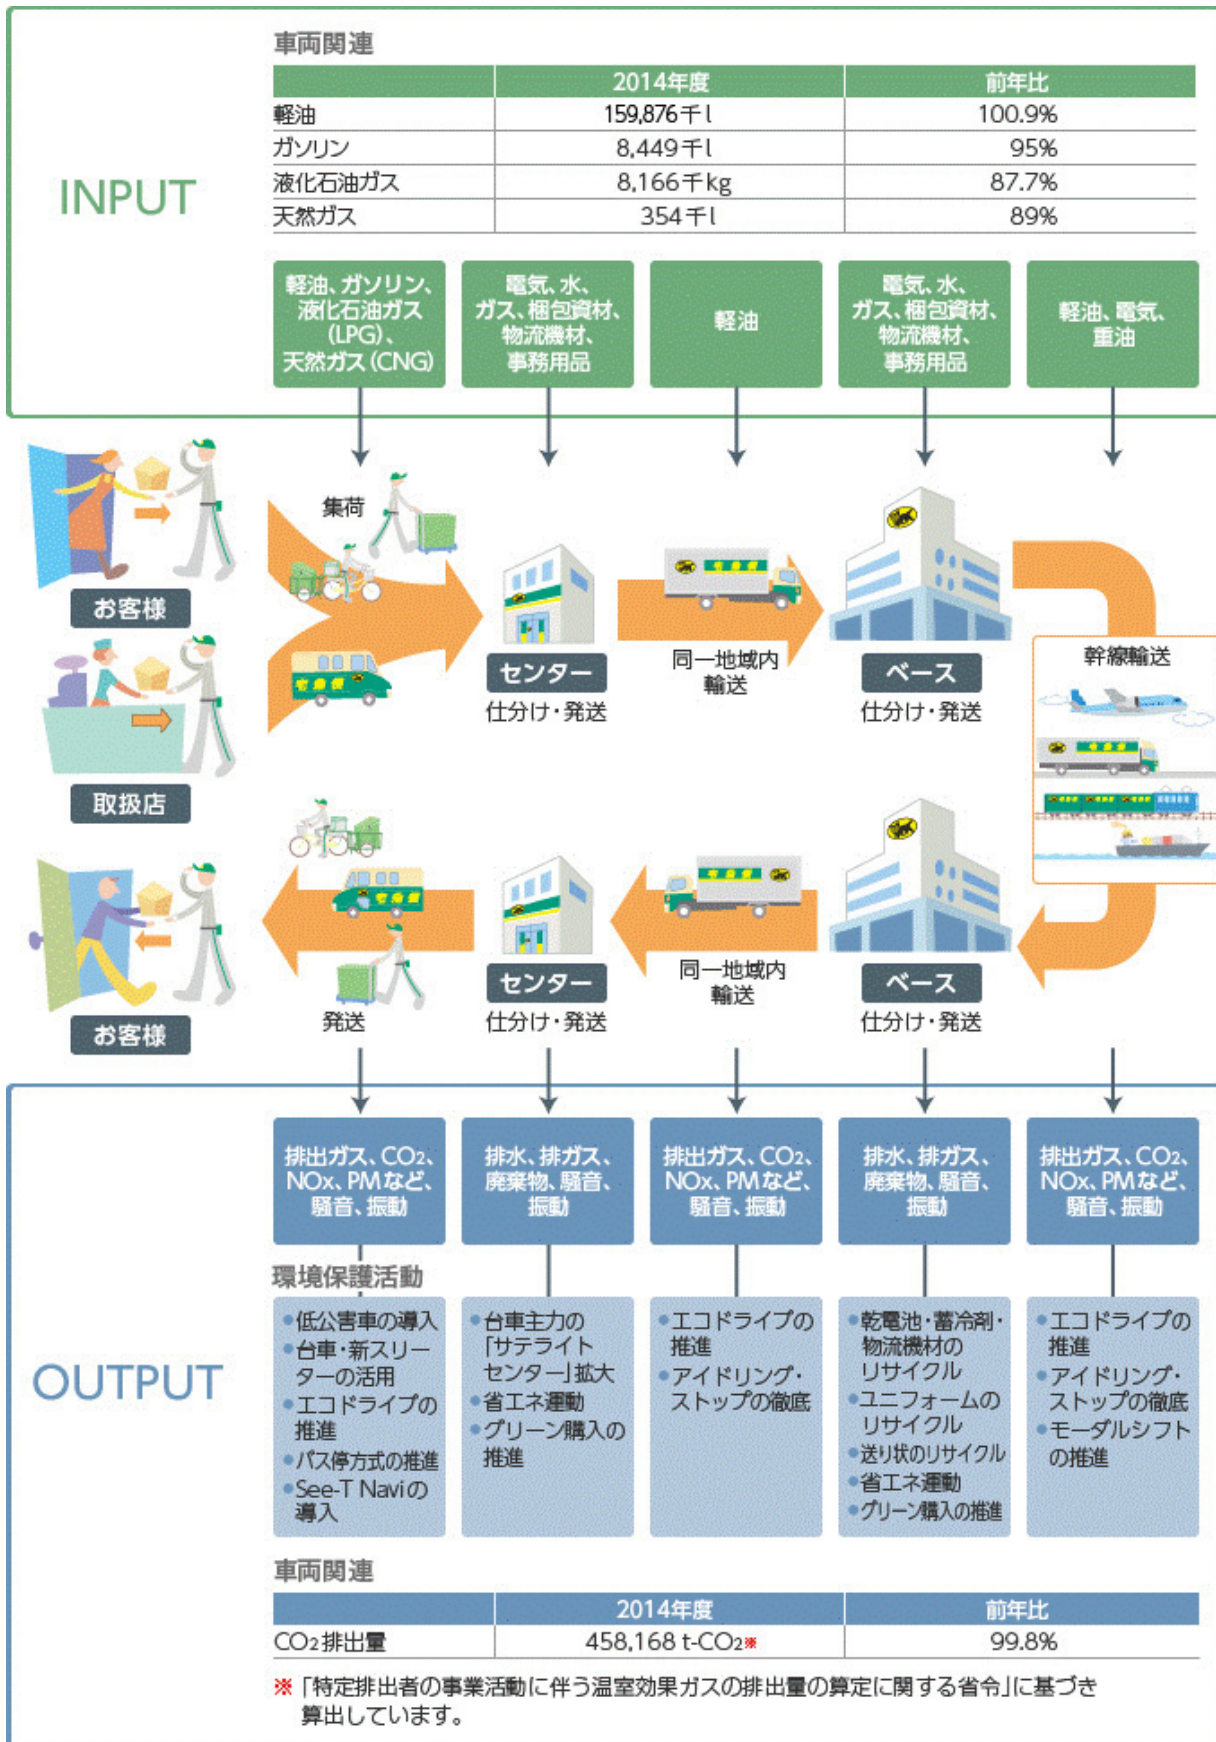 車両関連
2014年度 前年比
軽油 159,876千l 100.9%
ガソリン 8,449千l 95%
液化石油ガス 8,166千kg 87.7%
天然ガス 354千l 89%
INPUT
軽油、ガソリン、
液化石油ガス
(LPG)、
天然ガス(CNG)
電気、水、
ガス、梱包資材、
物流機材、
事務用品
軽油
電気、水、
ガス、梱包資材、
物流機材、
事務用品
軽油、電気、
重油
集荷
お客様
取扱店
宅急便
センター
仕分け・発送
宅急便
同一地域内
輸送
ベース
仕分け・発送
幹線輸送
宅急便
お客様
宅急便
発送
センター
仕分け・発送
宅急便
同一地域内
輸送
ベース
仕分け・発送
OUTPUT
排出ガス、CO2、
NOx、PMなど、
騒音、振動
排水、排ガス、
廃棄物、騒音、
振動
排出ガス、CO2、
NOx、PMなど、
騒音、振動
排水、排ガス、
廃棄物、騒音、
振動
排出ガス、CO2、
NOx、PMなど、
騒音、振動
環境保護活動
●低公害車の導入
●台車・新スリー
ターの活用
●エコドライブの
推進
●バス停方式の推進
●See-T Naviの
導入
●台車主力の
「サテライト
センター」拡大
●省エネ運動
●グリーン購入の
推進
●エコドライブの
推進
●アイドリング・
ストップの徹底
●乾電池・蓄冷剤・
物流機材の
リサイクル
●ユニフォームの
リサイクル
●送り状のリサイクル
●省エネ運動
●グリーン購入の推進
●エコドライブの
推進
●アイドリング・
ストップの徹底
●モーダルシフト
の推進
車両関連
2014年度 前年比
CO2排出量 458,168 t-CO2※ 99.8%
※「特定排出者の事業活動に伴う温室効果ガスの排出量の算定に関する省令」に基づき
算出しています。